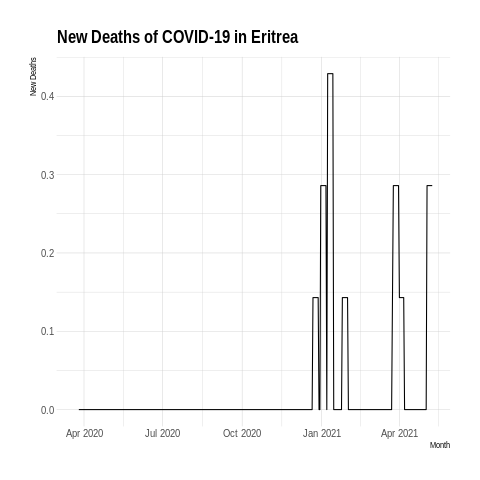 New Deaths of COVID-19 in Eritrea
New Deaths
0.4
0.3
0.2
0.1
0.0
Apr 2020 Jul 2020 Oct 2020 Jan 2021 Apr 2021
Month